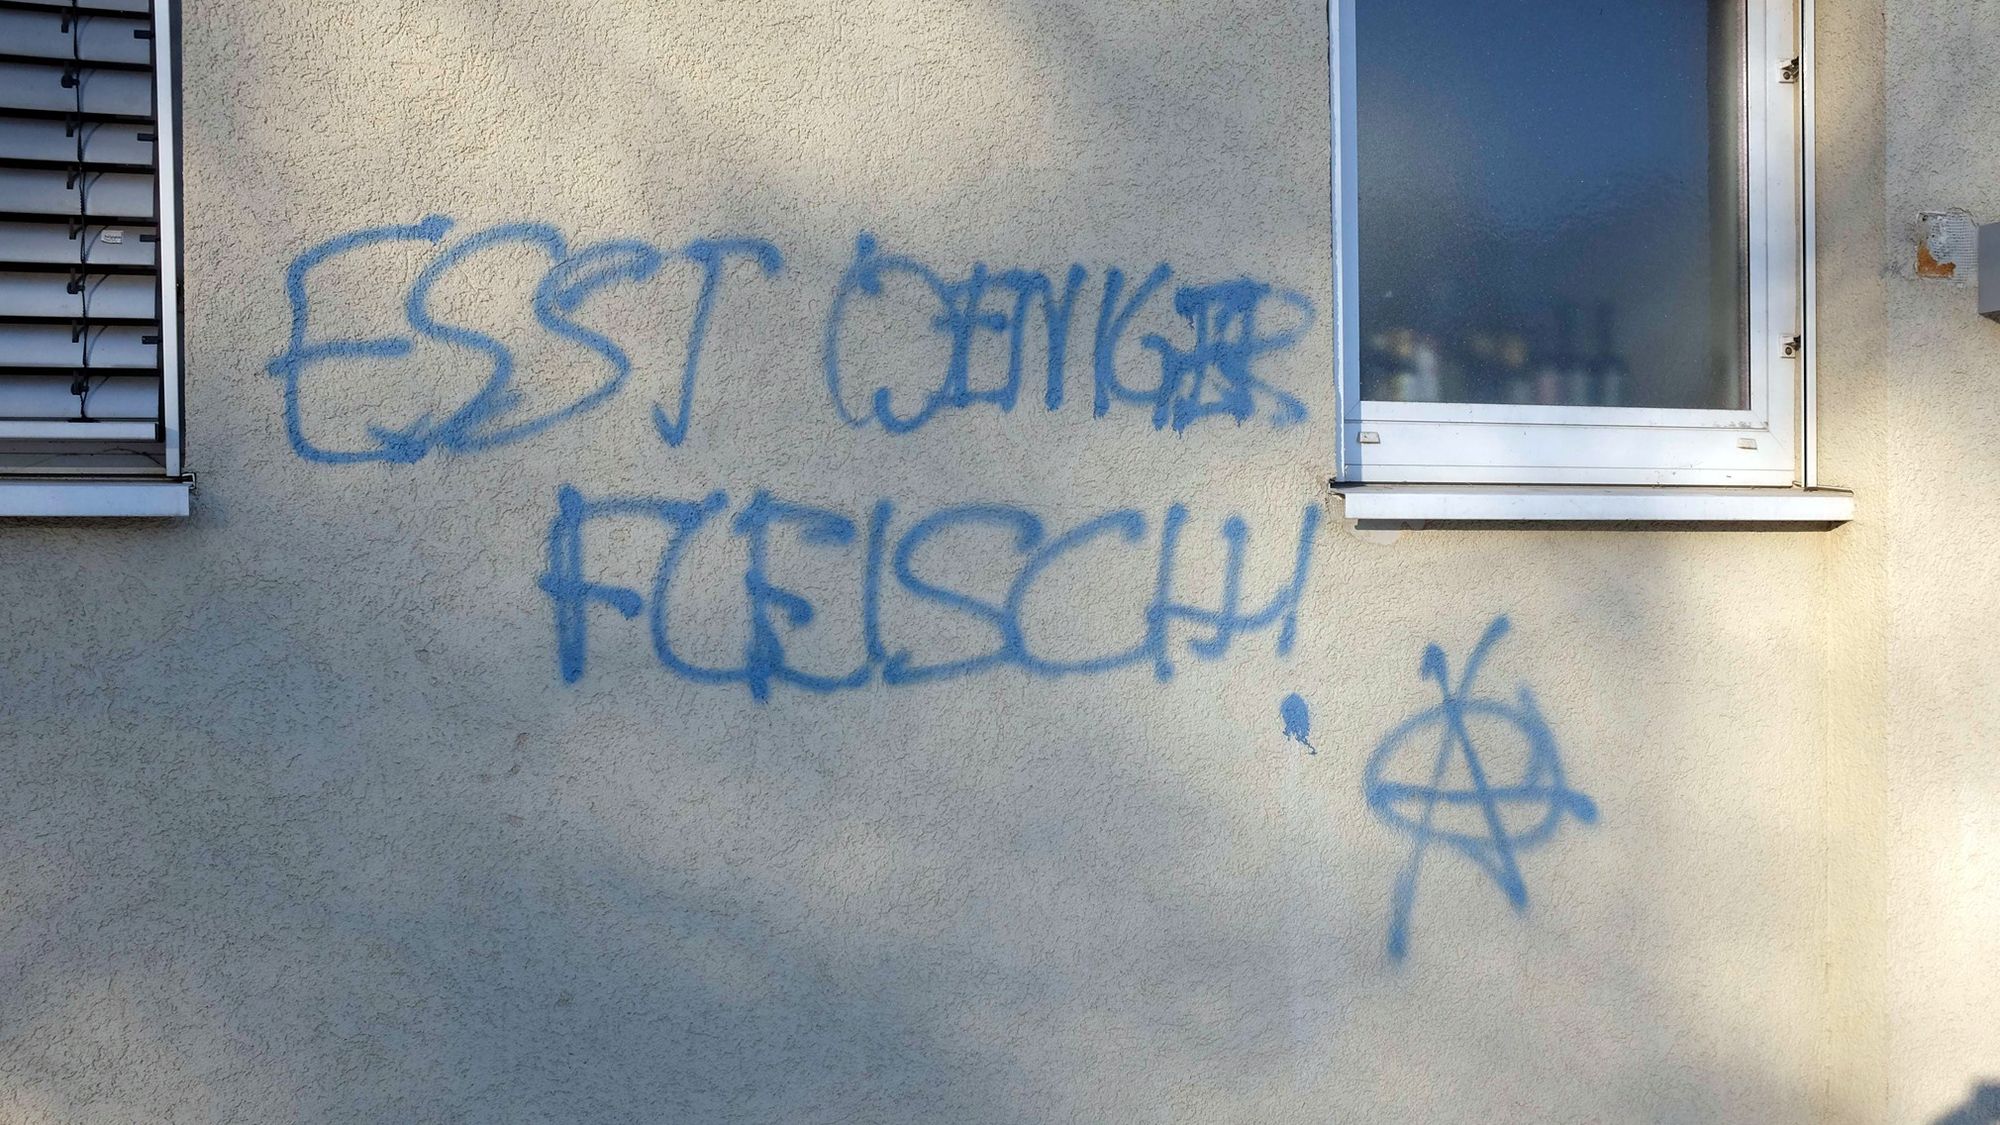 ESST WENIGER
FLEISCH!
Ⓐ